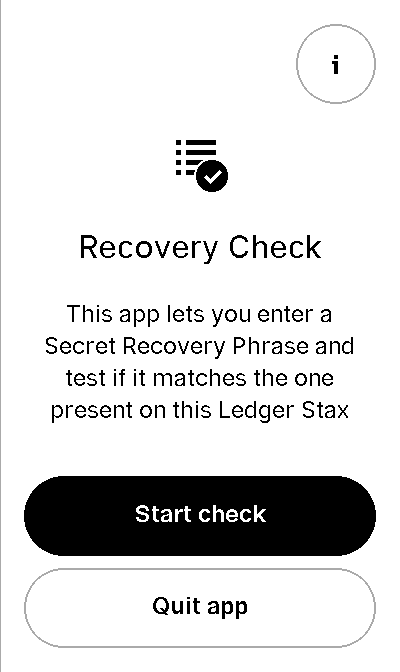 i
Recovery Check
This app lets you enter a
Secret Recovery Phrase and
test if it matches the one
present on this Ledger Stax
Start check
Quit app